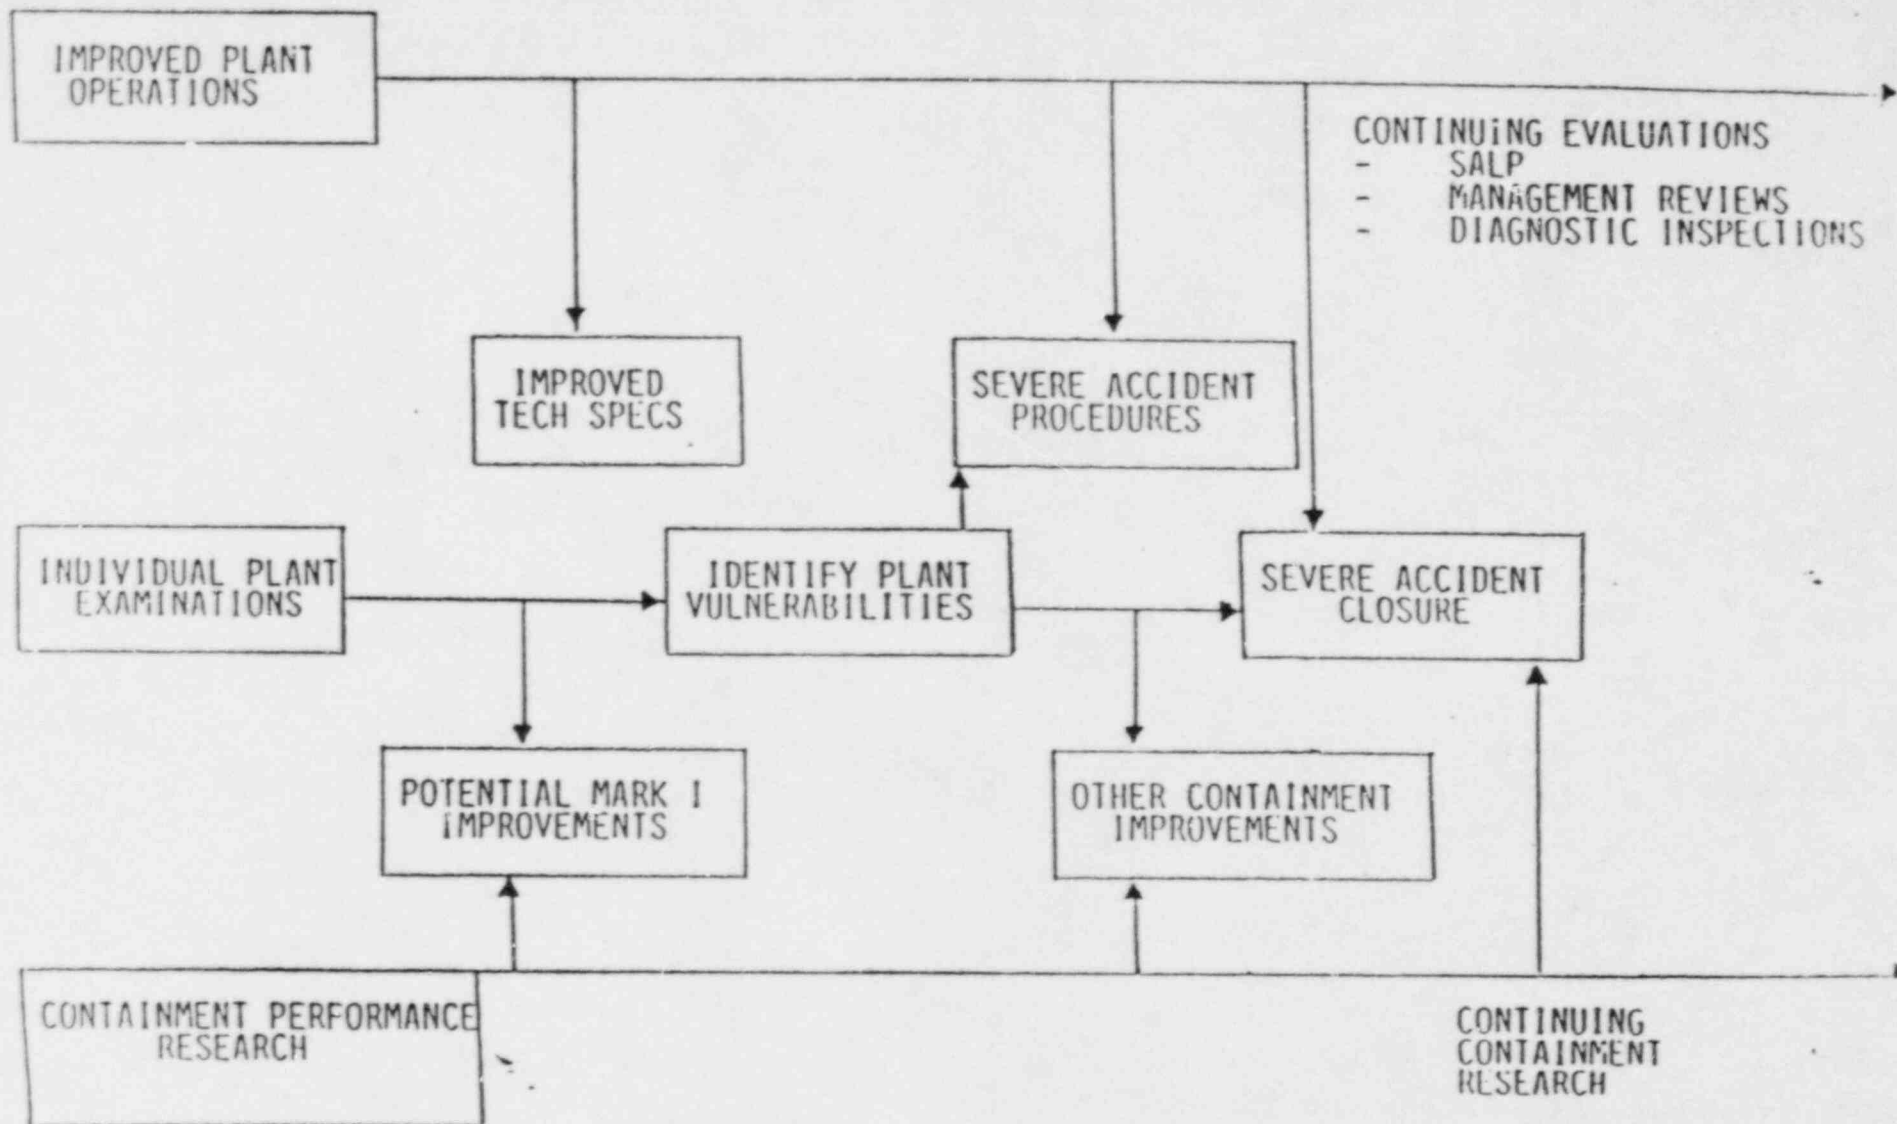 IMPROVED PLANT
OPERATIONS
CONTINUING EVALUATIONS
- SALP
- MANAGEMENT REVIEWS
- DIAGNOSTIC INSPECTIONS
IMPROVED
TECH SPECS
SEVERE ACCIDENT
PROCEDURES
INDIVIDUAL PLANT
EXAMINATIONS
IDENTIFY PLANT
VULNERABILITIES
SEVERE ACCIDENT
CLOSURE
POTENTIAL MARK I
IMPROVEMENTS
OTHER CONTAINMENT
IMPROVEMENTS
CONTAINMENT PERFORMANCE
RESEARCH
CONTINUING
CONTAINMENT
RESEARCH